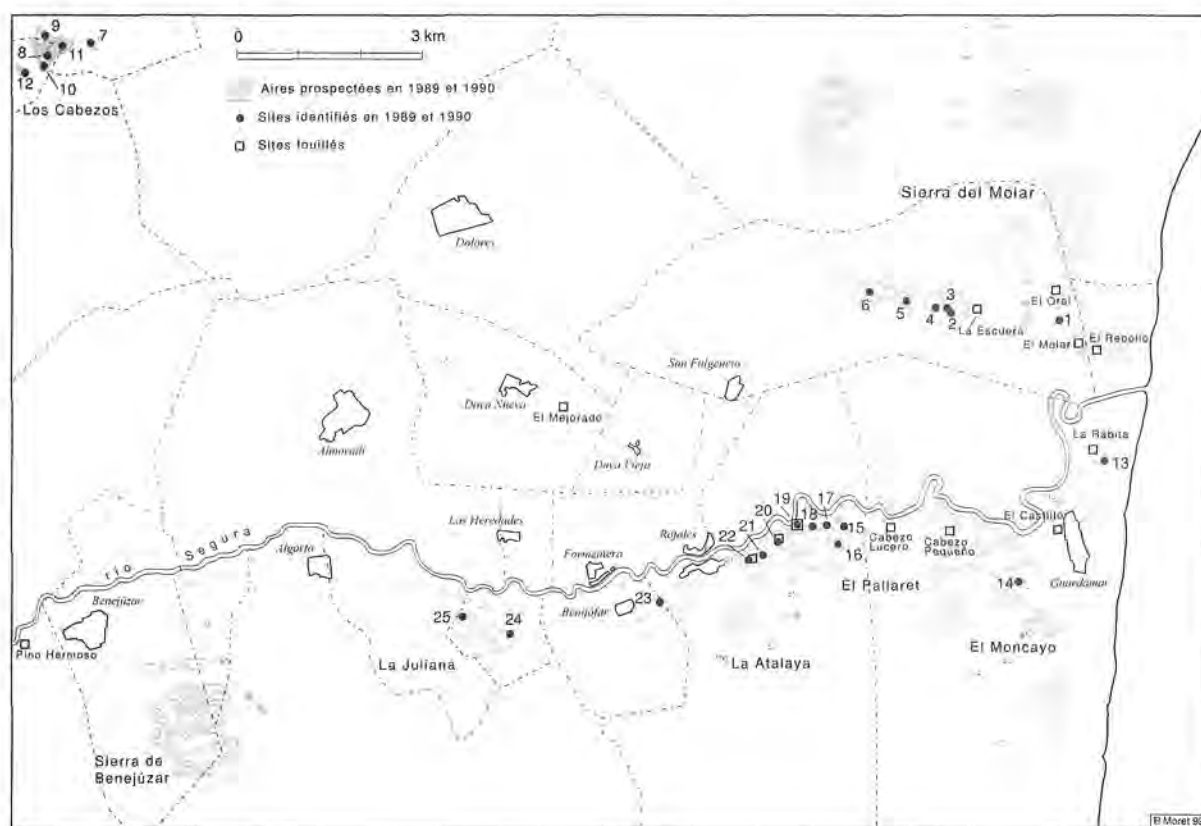 9
7
8
11
12
10
Los Cabezos
0
3 km
Aires prospectées en 1989 et 1990
Sites identifiés en 1989 et 1990
Sites fouillés
Sierra del Molar
Dolores
6
5
4
3
2
La Escuera
El Oral
1
El Molar
El Rebollo
San Fulgencio
Daya Nueva
El Mejorado
Daya Vieja
Almoradí
La Rábita
13
Las Heredades
río Segura
Algorfa
Formentera
Rojales
22
21
20
19
18
17
15
16
Cabezo
Lucero
Cabezo
Pequeño
El Castillo
Guardamar
14
El Pallaret
El Moncayo
Benejúzar
Pino Hermoso
25
24
23
Benijófar
La Juliana
La Atalaya
Sierra de
Benejúzar
P. Moret 92